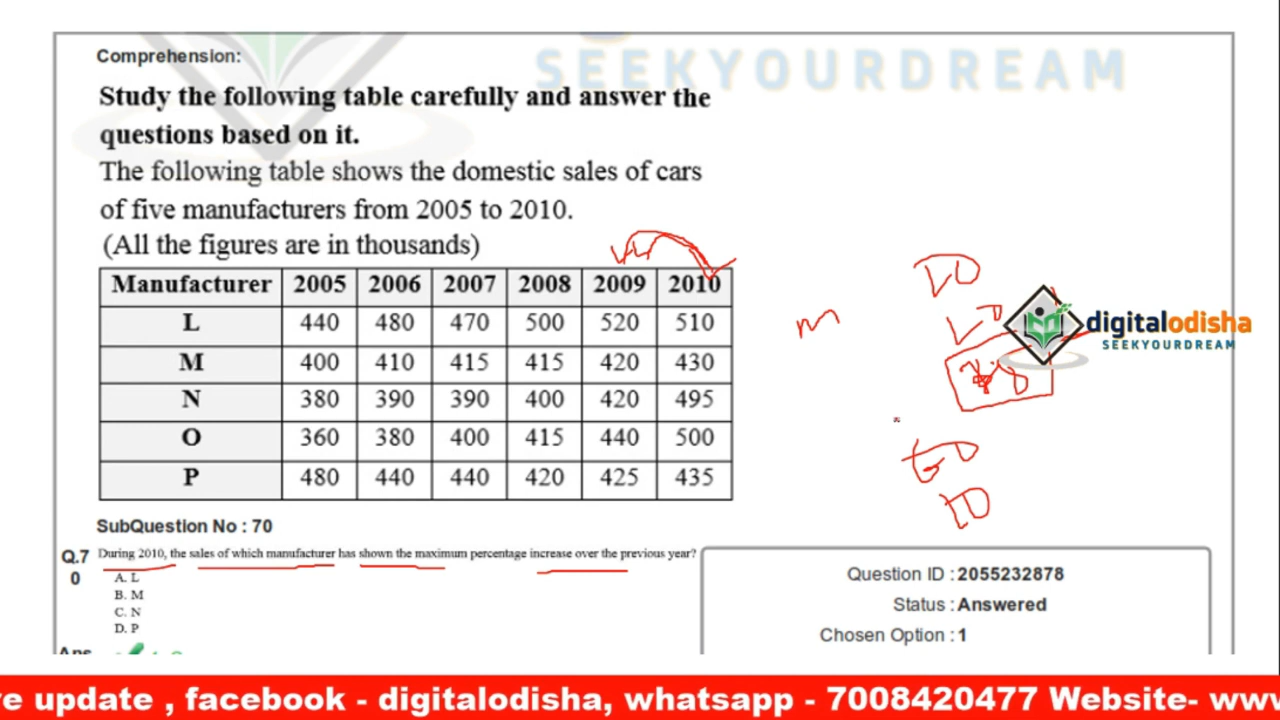 SEEKYOURDREAM
Comprehension:
Study the following table carefully and answer the
questions based on it.
The following table shows the domestic sales of cars
of five manufacturers from 2005 to 2010.
(All the figures are in thousands)
Manufacturer 2005 2006 2007 2008 2009 2010
L 440 480 470 500 520 510
M 400 410 415 415 420 430
N 380 390 390 400 420 495
O 360 380 400 415 440 500
P 480 440 440 420 425 435
m
digitalodisha
SEEKYOURDREAM
SubQuestion No : 70
Q.7 During 2010, the sales of which manufacturer has shown the maximum percentage increase over the previous year?
0 A. L
B. M
C. N
D. P
Question ID : 2055232878
Status : Answered
Chosen Option : 1
update , facebook - digitalodisha, whatsapp - 7008420477 Website- www